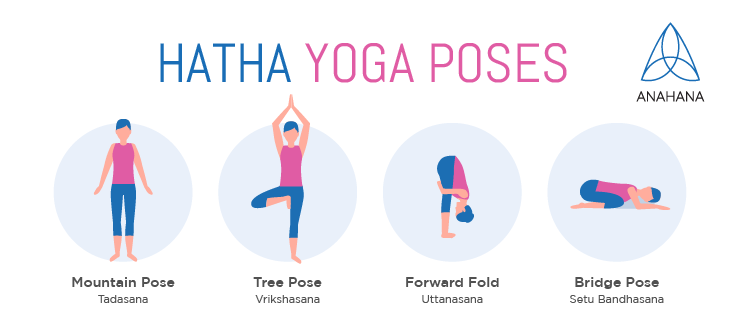 HATHA YOGA POSES
ANAHANA
Mountain Pose
Tadasana
Tree Pose
Vrikshasana
Forward Fold
Uttanasana
Bridge Pose
Setu Bandhasana